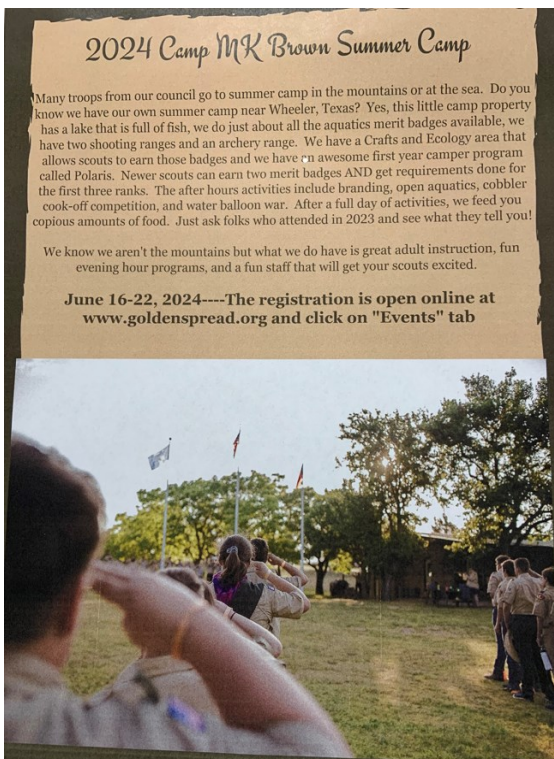 2024 Camp MK Brown Summer Camp
Many troops from our council go to summer camp in the mountains or at the sea. Do you
know we have our own summer camp near Wheeler, Texas? Yes, this little camp property
has a lake that is full of fish, we do just about all the aquatics merit badges available, we
have two shooting ranges and an archery range. We have a Crafts and Ecology area that
allows scouts to earn those badges and we have an awesome first year camper program
called Polaris. Newer scouts can earn two merit badges AND get requirements done for
the first three ranks. The after hours activities include branding, open aquatics, cobbler
cook-off competition, and water balloon war. After a full day of activities, we feed you
copious amounts of food. Just ask folks who attended in 2023 and see what they tell you!
We know we aren't the mountains but what we do have is great adult instruction, fun
evening hour programs, and a fun staff that will get your scouts excited.
June 16-22, 2024----The registration is open online at
www.goldenspread.org and click on "Events" tab